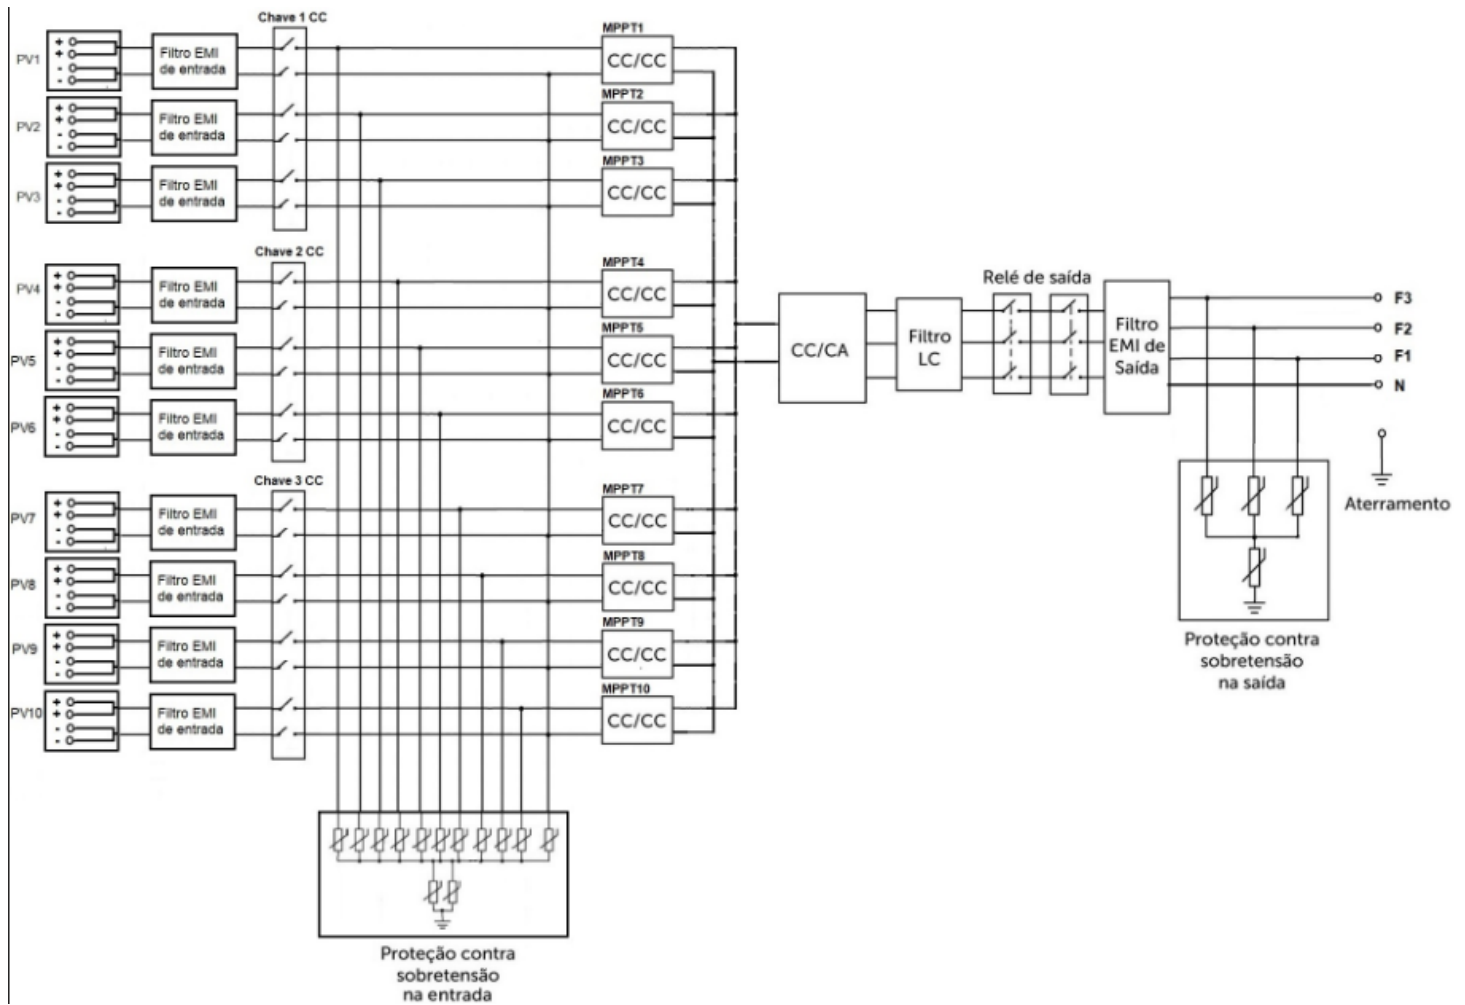 Chave 1 CC
MPPT1
PV1
+
+
-
-
Filtro EMI
de entrada
CC/CC
MPPT2
PV2
+
+
-
-
Filtro EMI
de entrada
CC/CC
MPPT3
PV3
+
+
-
-
Filtro EMI
de entrada
CC/CC
Chave 2 CC
MPPT4
PV4
+
+
-
-
Filtro EMI
de entrada
CC/CC
MPPT5
PV5
+
+
-
-
Filtro EMI
de entrada
CC/CC
MPPT6
PV6
+
+
-
-
Filtro EMI
de entrada
CC/CC
Chave 3 CC
MPPT7
PV7
+
+
-
-
Filtro EMI
de entrada
CC/CC
MPPT8
PV8
+
+
-
-
Filtro EMI
de entrada
CC/CC
MPPT9
PV9
+
+
-
-
Filtro EMI
de entrada
CC/CC
MPPT10
PV10
+
+
-
-
Filtro EMI
de entrada
CC/CC
Proteção contra
sobretensão
na entrada
CC/CA
Filtro
LC
Relé de saída
Filtro
EMI de
Saída
F3
F2
F1
N
Aterramento
Proteção contra
sobretensão
na saída